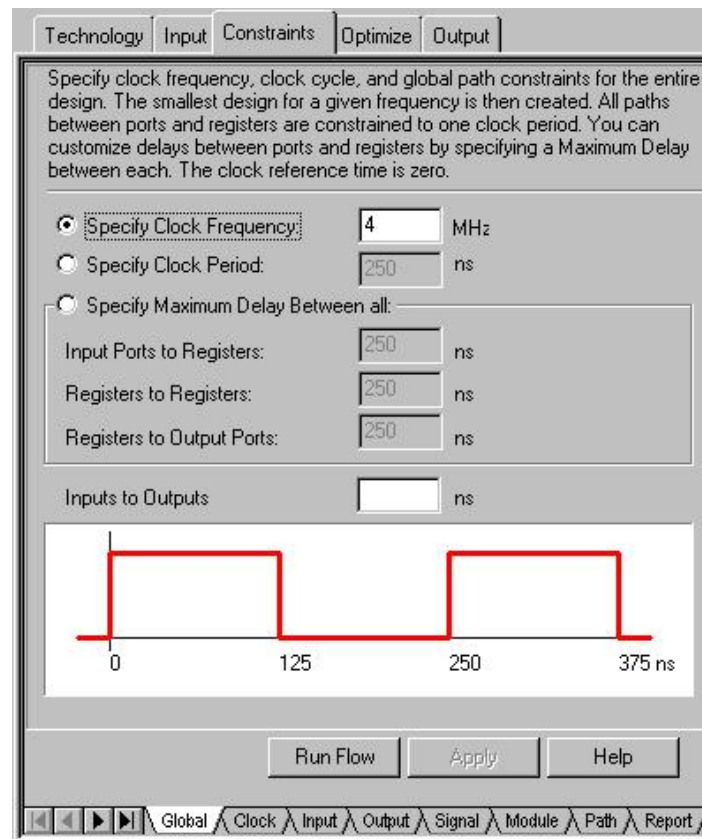 Technology Input Constraints Optimize Output
Specify clock frequency, clock cycle, and global path constraints for the entire
design. The smallest design for a given frequency is then created. All paths
between ports and registers are constrained to one clock period. You can
customize delays between ports and registers by specifying a Maximum Delay
between each. The clock reference time is zero.
Specify Clock Frequency: 4 MHz
Specify Clock Period: 250 ns
Specify Maximum Delay Between all:
Input Ports to Registers: 250 ns
Registers to Registers: 250 ns
Registers to Output Ports: 250 ns
Inputs to Outputs ns
0 125 250 375 ns
Run Flow Apply Help
Global Clock Input Output Signal Module Path Report